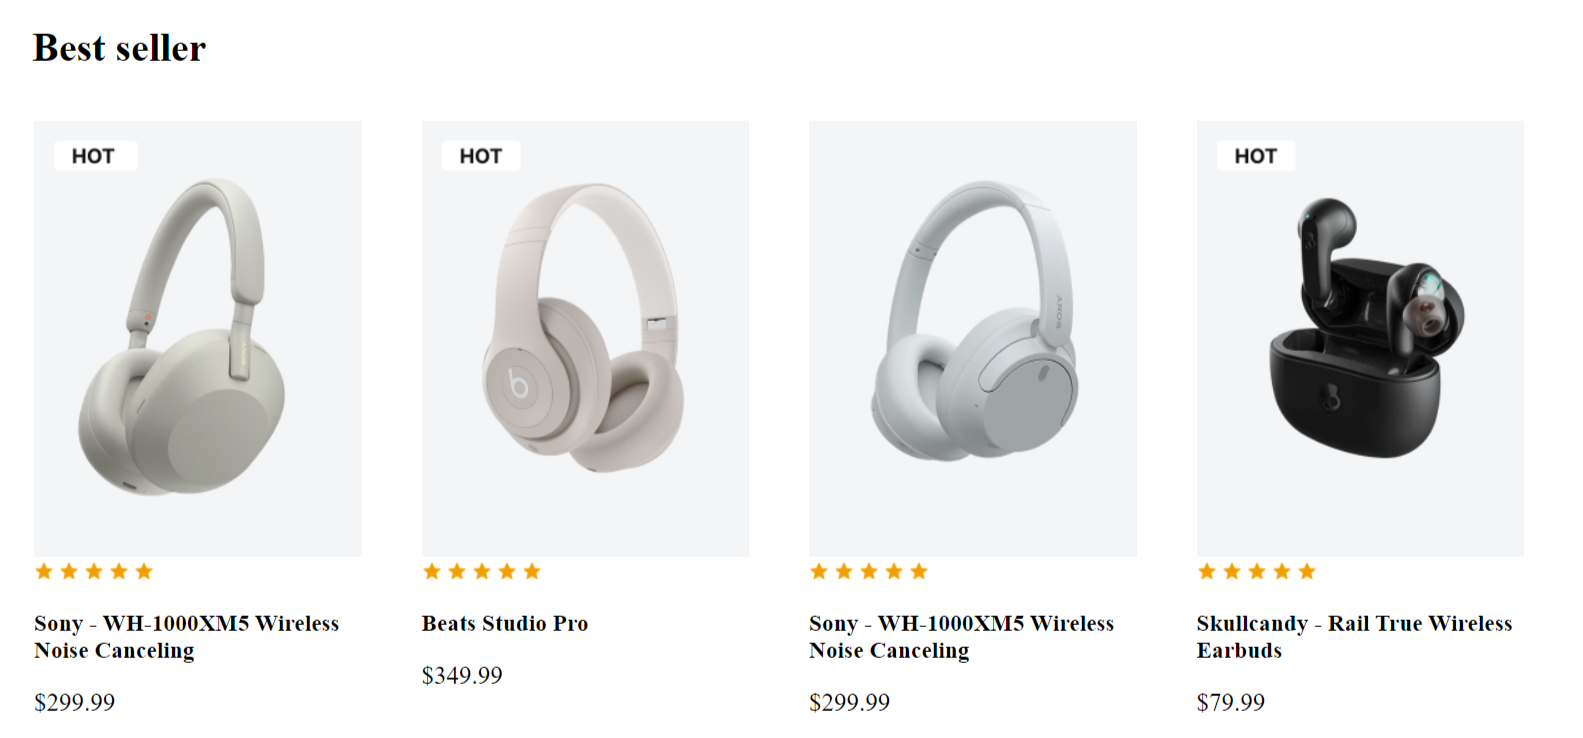 Best seller
HOT
HOT
HOT
SONY
Sony - WH-1000XM5 Wireless
Noise Canceling
$299.99
Beats Studio Pro
$349.99
Sony - WH-1000XM5 Wireless
Noise Canceling
$299.99
Skullcandy - Rail True Wireless
Earbuds
$79.99